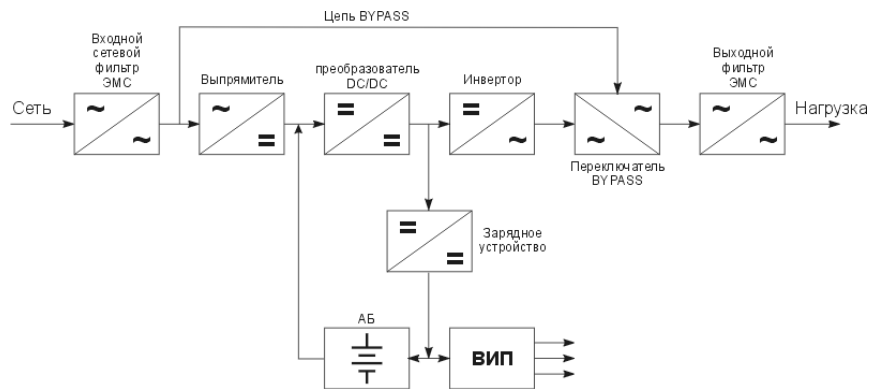 Цепь BYPASS
Входной
сетевой
фильтр
ЭМС
Выпрямитель
преобразователь
DC/DC
Инвертор
Выходной
фильтр
ЭМС
Сеть
Нагрузка
Переключатель
BYPASS
Зарядное
устройство
АБ
ВИП